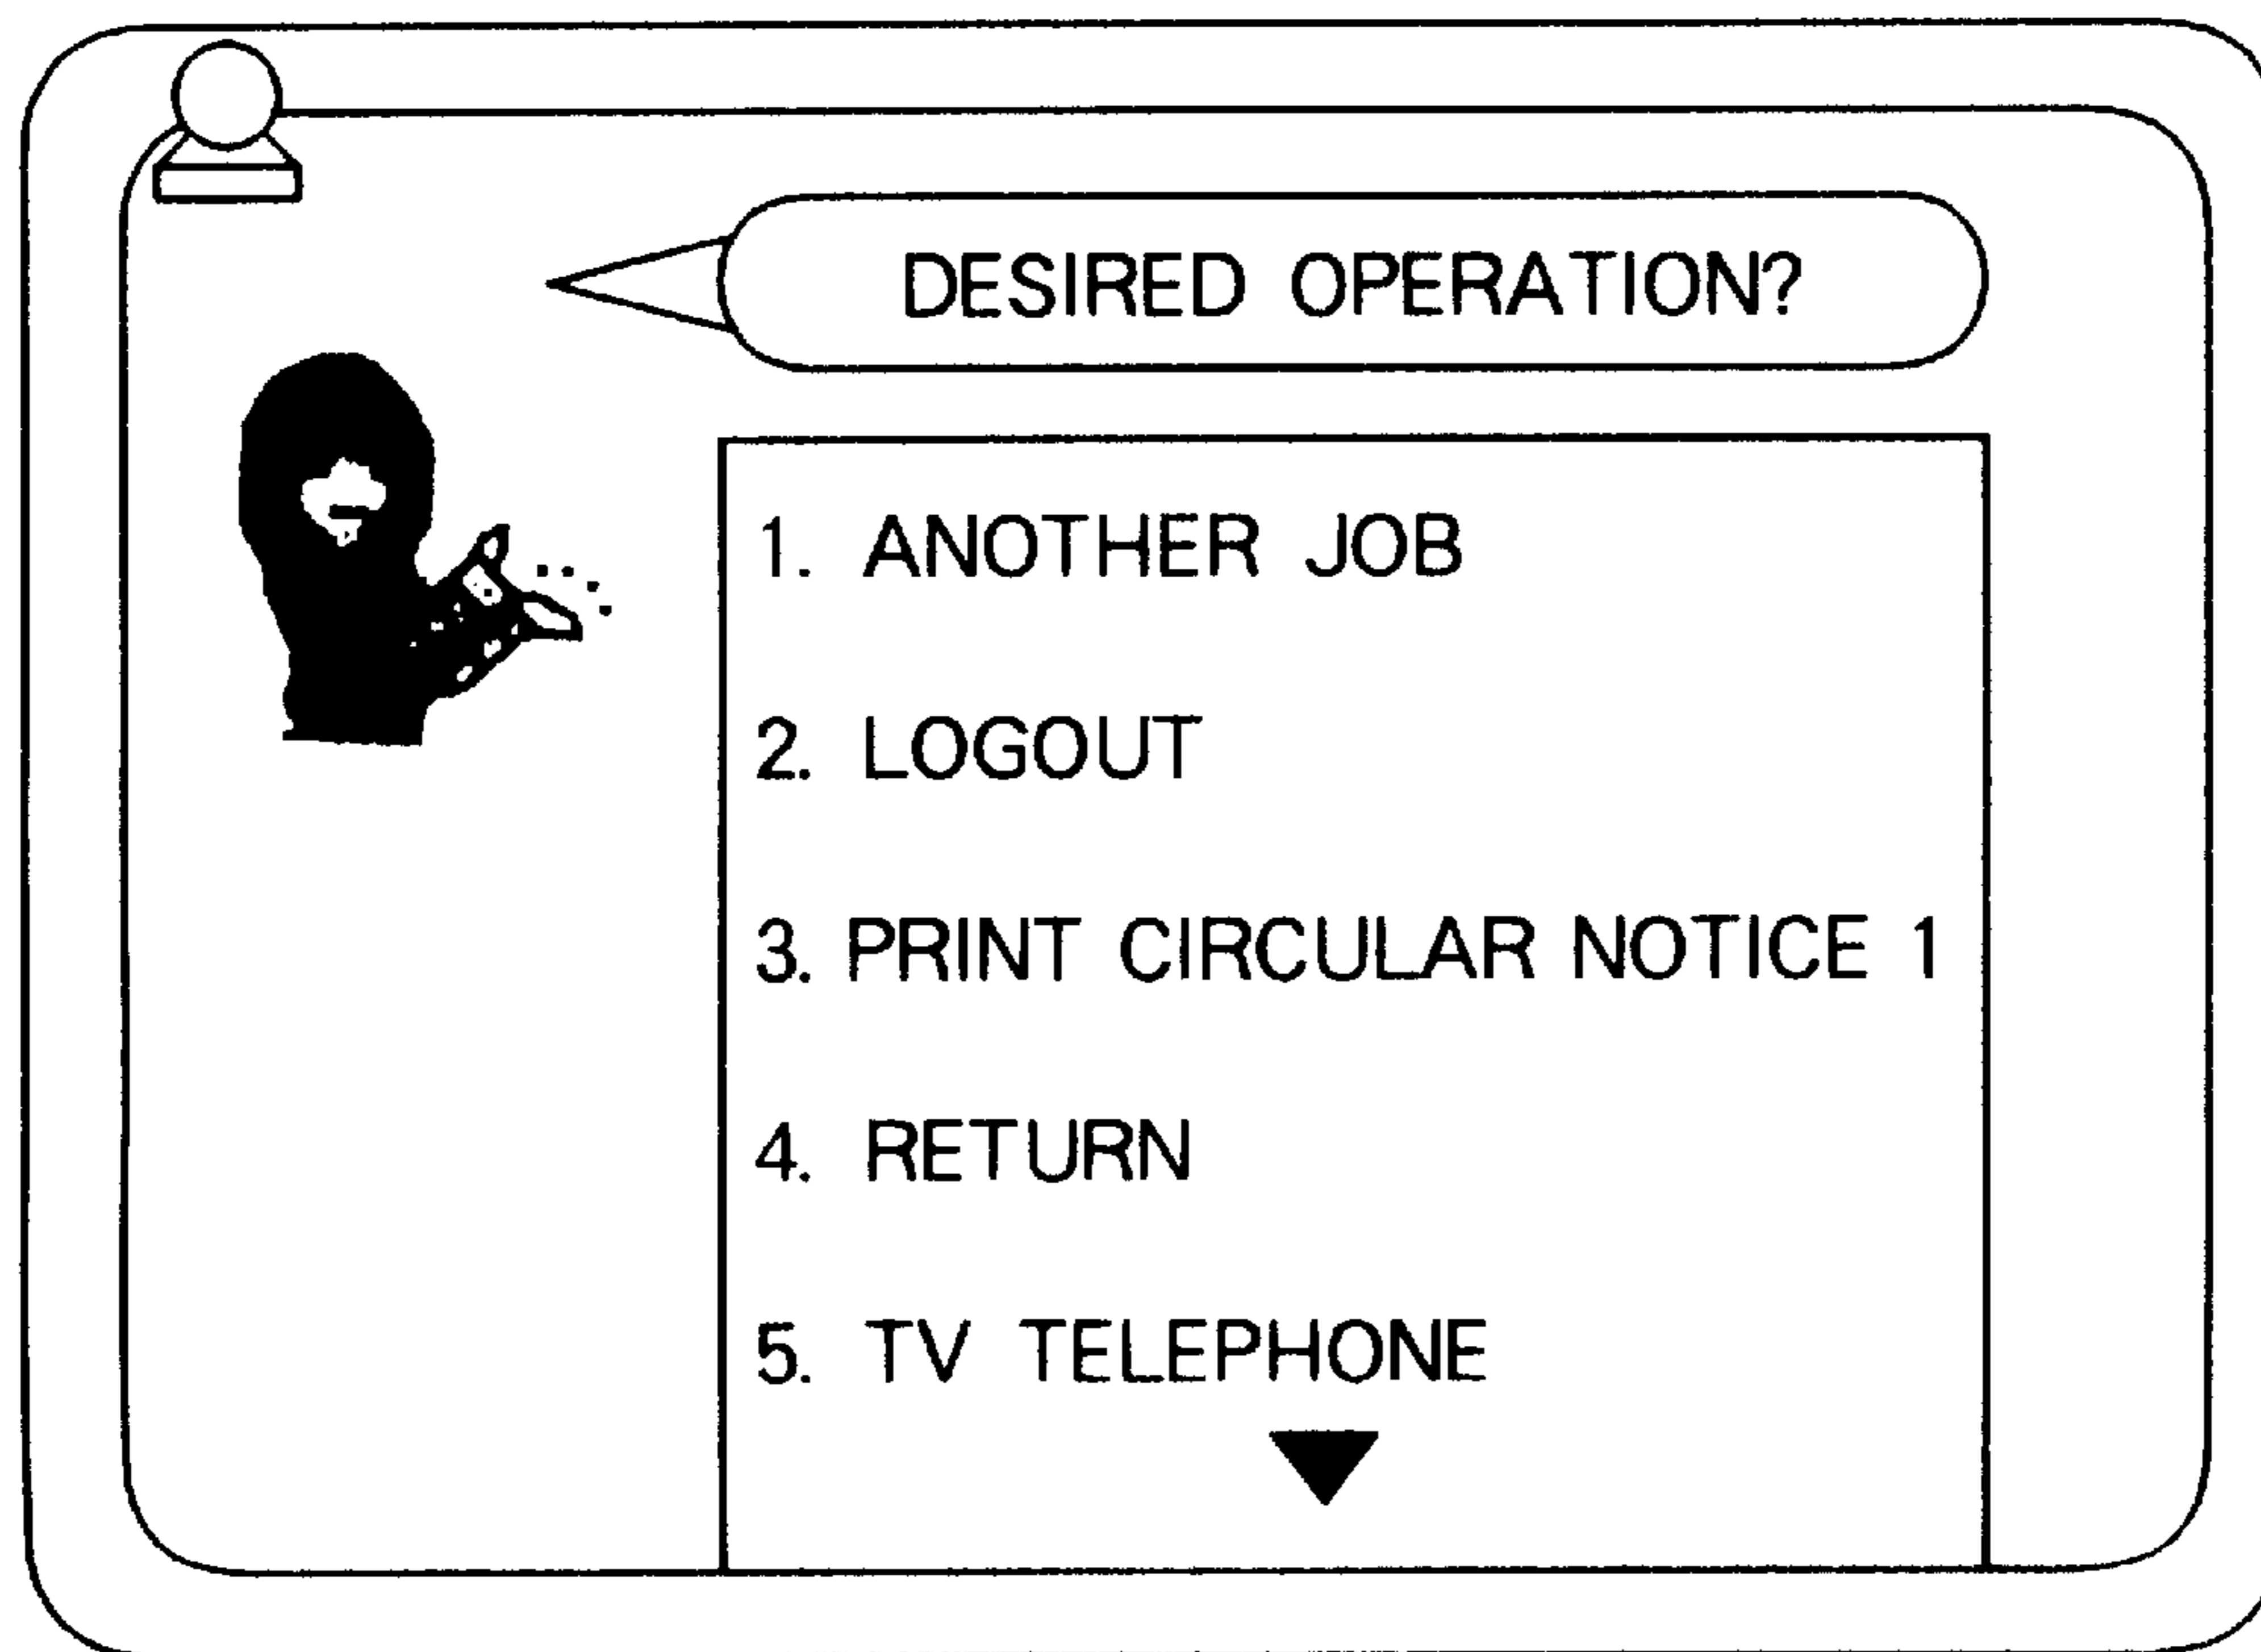 DESIRED OPERATION?
1. ANOTHER JOB
2. LOGOUT
3. PRINT CIRCULAR NOTICE 1
4. RETURN
5. TV TELEPHONE